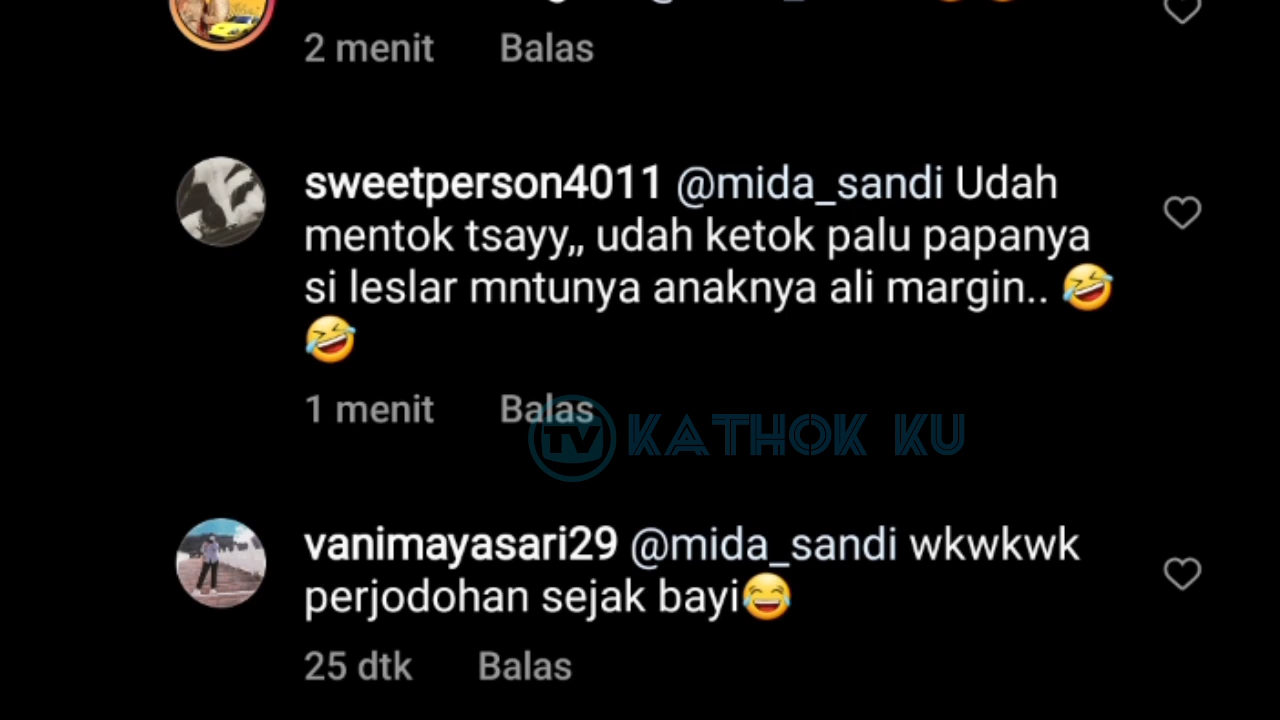 2 menit Balas
sweetperson4011 @mida_sandi Udah
mentok tsayy,, udah ketok palu papanya
si leslar mntunya anaknya ali margin.. 🤣
🤣
1 menit Balas
TV KATHOK KU
vanimayasari29 @mida_sandi wkwkwk
perjodohan sejak bayi😂
25 dtk Balas